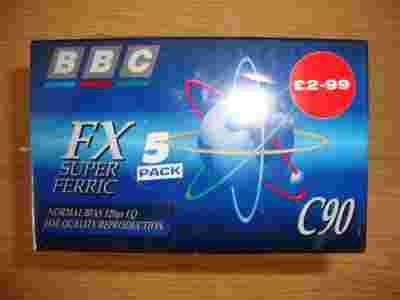 BBC
£2-99
FX
SUPER
FERRIC
5
PACK
NORMAL BIAS 120µs EQ
FOR QUALITY REPRODUCTION
C90